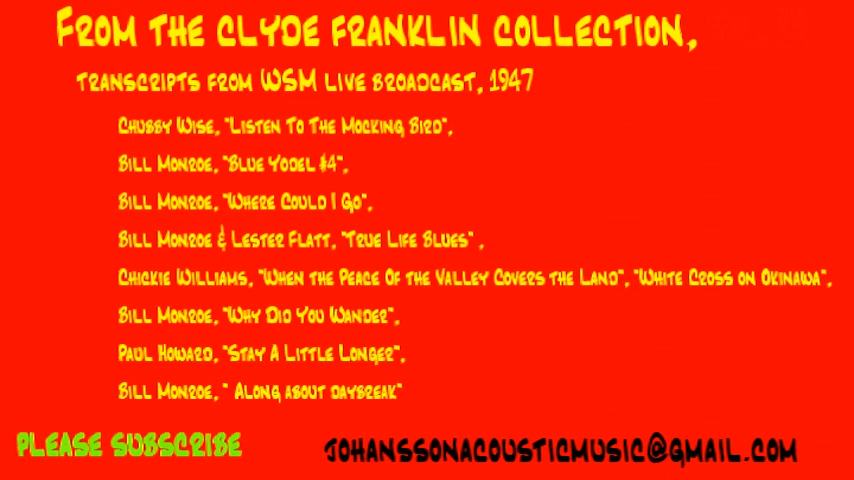 From the Clyde Franklin Collection,
transcripts from WSM live broadcast, 1947
Chubby Wise, "Listen To The Mocking Bird",
Bill Monroe, "Blue Yodel #4",
Bill Monroe, "Where Could I Go",
Bill Monroe & Lester Flatt, "True Life Blues" ,
Chickie Williams, "When the Peace Of the Valley Covers the Land", "White Cross on Okinawa",
Bill Monroe, "Why Did You Wander",
Paul Howard, "Stay A Little Longer",
Bill Monroe, " Along about daybreak"
Please subscribe
johanssonacousticmusic@gmail.com